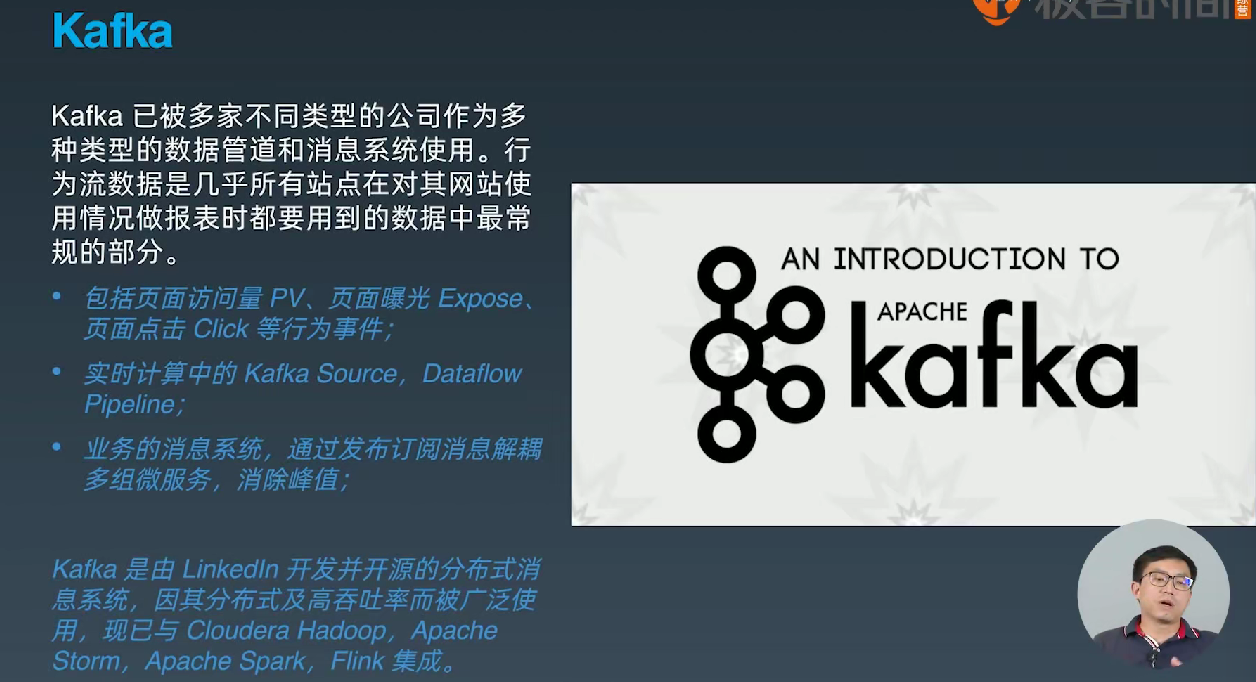 Kafka
极客时间
Kafka 已被多家不同类型的公司作为多
种类型的数据管道和消息系统使用。行
为流数据是几乎所有站点在对其网站使
用情况做报表时都要用到的数据中最常
规的部分。
• 包括页面访问量 PV、页面曝光 Expose、
页面点击 Click 等行为事件；
• 实时计算中的 Kafka Source，Dataflow
Pipeline；
• 业务的消息系统，通过发布订阅消息解耦
多组微服务，消除峰值；
Kafka 是由 LinkedIn 开发并开源的分布式消
息系统，因其分布式及高吞吐率而被广泛使
用，现已与 Cloudera Hadoop，Apache
Storm，Apache Spark，Flink 集成。
AN INTRODUCTION TO
APACHE
kafka